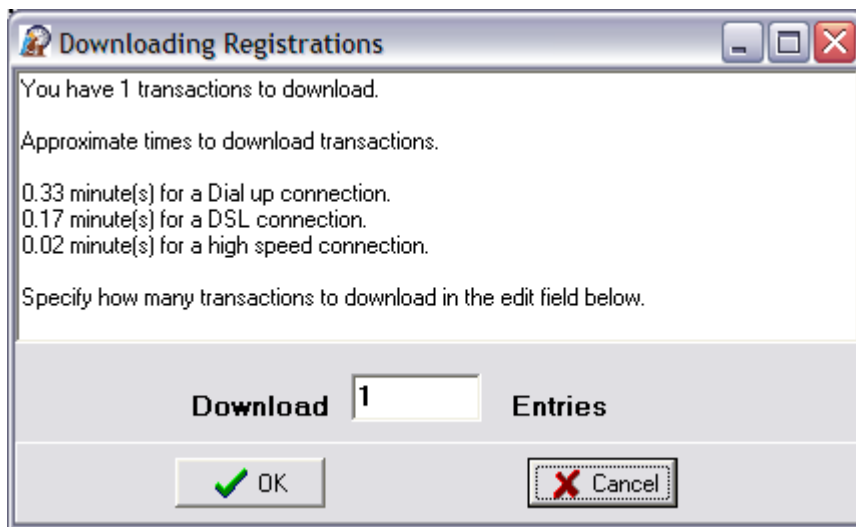 Downloading Registrations
You have 1 transactions to download.
Approximate times to download transactions.
0.33 minute(s) for a Dial up connection.
0.17 minute(s) for a DSL connection.
0.02 minute(s) for a high speed connection.
Specify how many transactions to download in the edit field below.
Download 1 Entries
OK Cancel